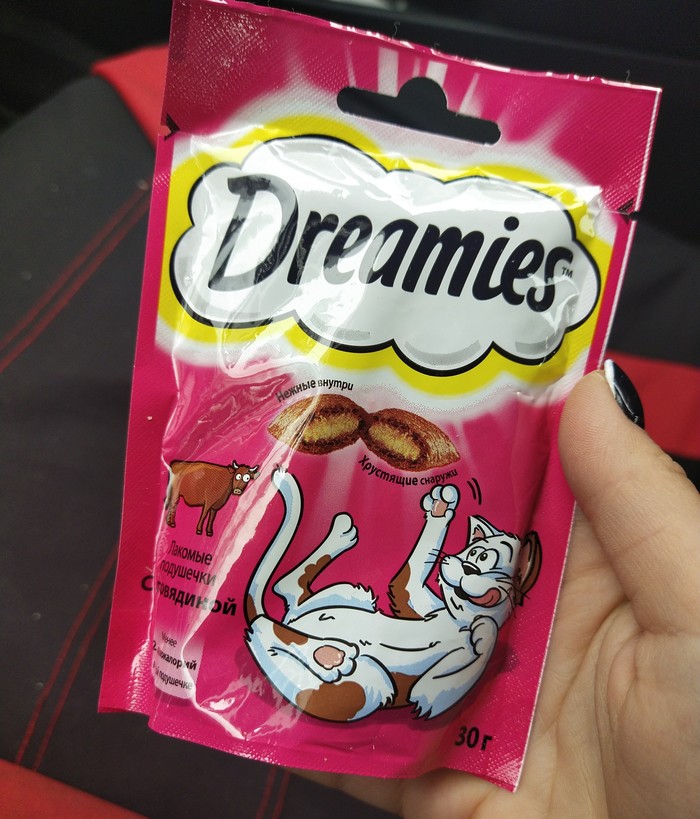 Dreamies™
Нежные внутри
Хрустящие снаружи
Лакомые
подушечки
говядиной
30 г